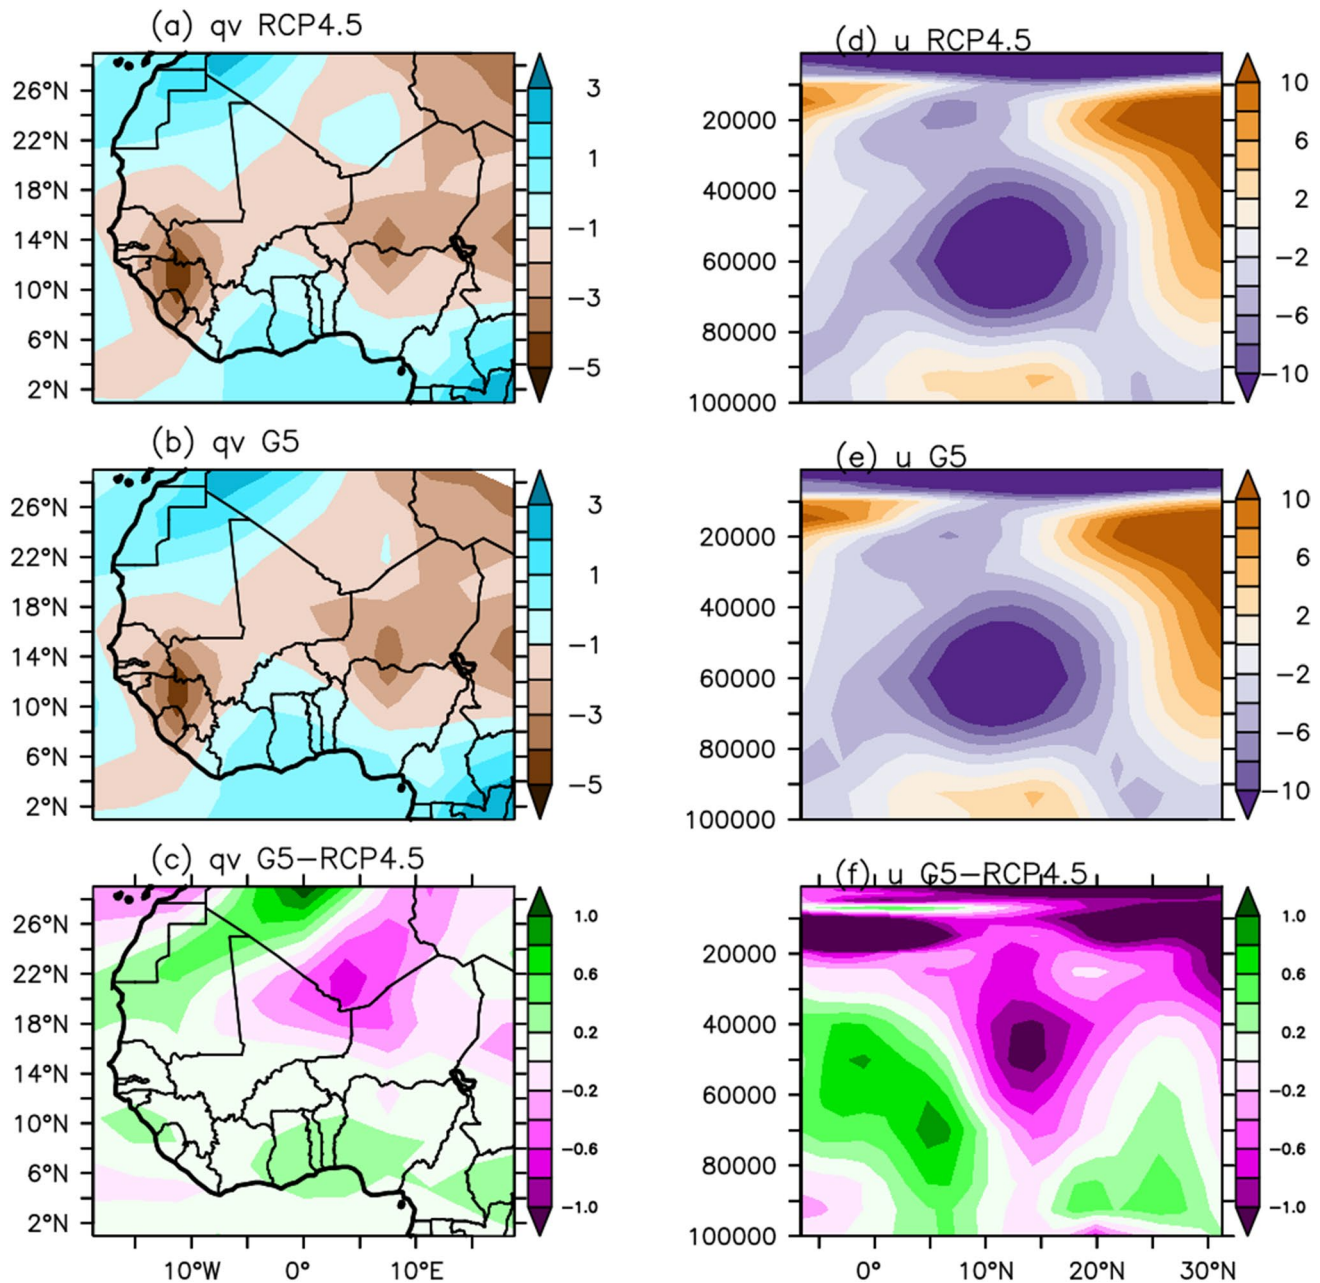 (a) qv RCP4.5
26°N
22°N
18°N
14°N
10°N
6°N
2°N
3
1
−1
−3
−5
(d) u RCP4.5
20000
40000
60000
80000
100000
10
6
2
−2
−6
−10
(b) qv G5
26°N
22°N
18°N
14°N
10°N
6°N
2°N
3
1
−1
−3
−5
(e) u G5
20000
40000
60000
80000
100000
10
6
2
−2
−6
−10
(c) qv G5−RCP4.5
26°N
22°N
18°N
14°N
10°N
6°N
2°N
10°W 0° 10°E
1.0
0.6
0.2
−0.2
−0.6
−1.0
(f) u G5−RCP4.5
20000
40000
60000
80000
100000
0° 10°N 20°N 30°N
1.0
0.6
0.2
−0.2
−0.6
−1.0